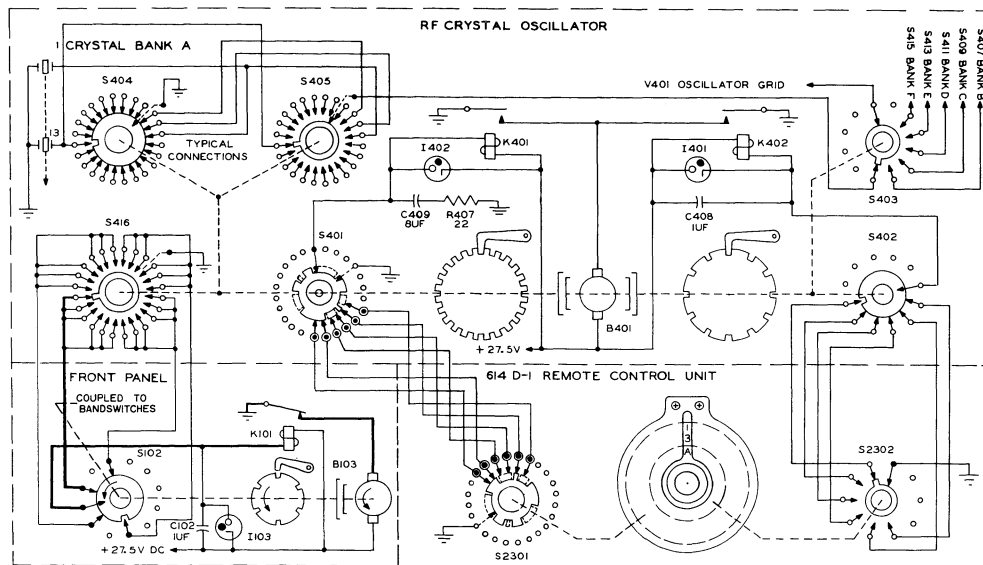 RF CRYSTAL OSCILLATOR
1 CRYSTAL BANK A
S404
S405
13
TYPICAL
CONNECTIONS
V401 OSCILLATOR GRID
S415 BANK F
S413 BANK E
S411 BANK D
S409 BANK C
S407 BANK B
S403
I402
K401
I401
K402
C409
8UF
R407
22
C408
1UF
S416
S401
S402
B401
+ 27.5V
FRONT PANEL
COUPLED TO
BANDSWITCHES
S102
K101
B103
C102
1UF
I103
+ 27.5V DC
614 D-1 REMOTE CONTROL UNIT
3
A
S2301
S2302